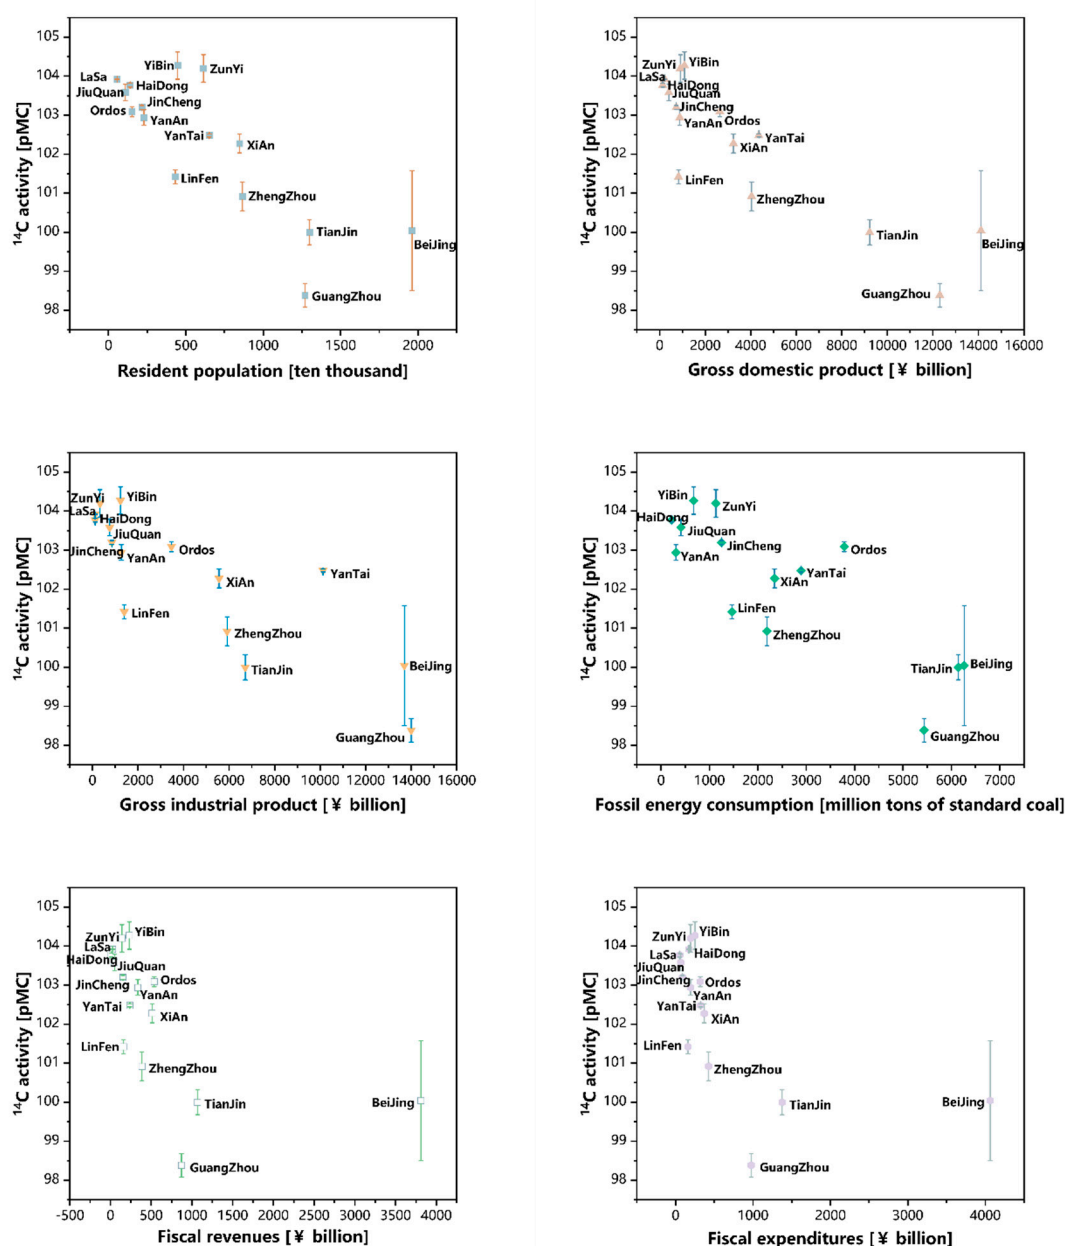 105
104
103
102
101
100
99
98
¹⁴C activity [pMC]
YiBin
ZunYi
LaSa
HaiDong
JiuQuan
JinCheng
Ordos
YanAn
YanTai
XiAn
LinFen
ZhengZhou
TianJin
BeiJing
GuangZhou
0 500 1000 1500 2000
Resident population [ten thousand]
105
104
103
102
101
100
99
98
¹⁴C activity [pMC]
ZunYi
YiBin
LaSa
HaiDong
JiuQuan
JinCheng
Ordos
YanAn
YanTai
XiAn
LinFen
ZhengZhou
TianJin
BeiJing
GuangZhou
0 2000 4000 6000 8000 10000 12000 14000 16000
Gross domestic product [¥ billion]
105
104
103
102
101
100
99
98
¹⁴C activity [pMC]
ZunYi
YiBin
LaSa
HaiDong
JiuQuan
JinCheng
YanAn
Ordos
XiAn
YanTai
LinFen
ZhengZhou
TianJin
BeiJing
GuangZhou
0 2000 4000 6000 8000 10000 12000 14000 16000
Gross industrial product [¥ billion]
105
104
103
102
101
100
99
98
¹⁴C activity [pMC]
YiBin
ZunYi
HaiDong
JiuQuan
JinCheng
Ordos
YanAn
YanTai
XiAn
LinFen
ZhengZhou
TianJin
BeiJing
GuangZhou
0 1000 2000 3000 4000 5000 6000 7000
Fossil energy consumption [million tons of standard coal]
105
104
103
102
101
100
99
98
¹⁴C activity [pMC]
ZunYi
YiBin
LaSa
HaiDong
JiuQuan
JinCheng
Ordos
YanAn
YanTai
XiAn
LinFen
ZhengZhou
TianJin
BeiJing
GuangZhou
-500 0 500 1000 1500 2000 2500 3000 3500 4000
Fiscal revenues [¥ billion]
105
104
103
102
101
100
99
98
¹⁴C activity [pMC]
ZunYi
YiBin
LaSa
HaiDong
JiuQuan
JinCheng
Ordos
YanAn
YanTai
XiAn
LinFen
ZhengZhou
TianJin
BeiJing
GuangZhou
0 1000 2000 3000 4000
Fiscal expenditures [¥ billion]